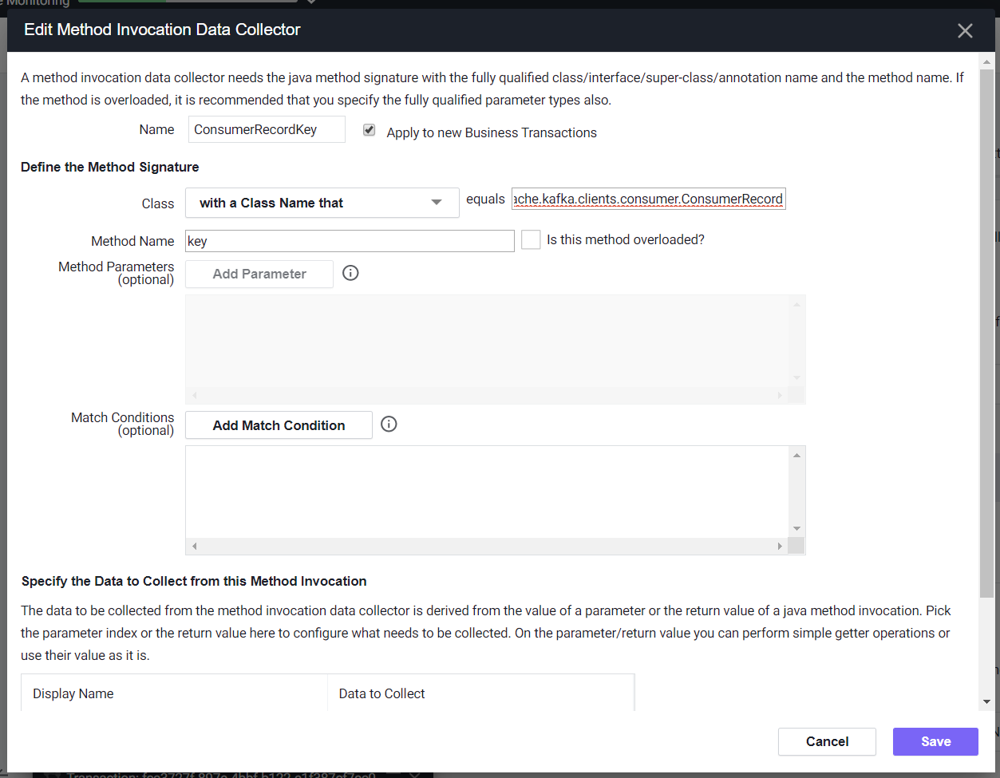 Monitoring
Edit Method Invocation Data Collector
A method invocation data collector needs the java method signature with the fully qualified class/interface/super-class/annotation name and the method name. If
the method is overloaded, it is recommended that you specify the fully qualified parameter types also.
Name ConsumerRecordKey Apply to new Business Transactions
Define the Method Signature
Class with a Class Name that equals ache.kafka.clients.consumer.ConsumerRecord
Method Name key Is this method overloaded?
Method Parameters
(optional) Add Parameter
Match Conditions
(optional) Add Match Condition
Specify the Data to Collect from this Method Invocation
The data to be collected from the method invocation data collector is derived from the value of a parameter or the return value of a java method invocation. Pick
the parameter index or the return value here to configure what needs to be collected. On the parameter/return value you can perform simple getter operations or
use their value as it is.
Display Name Data to Collect
Cancel Save
Transaction: